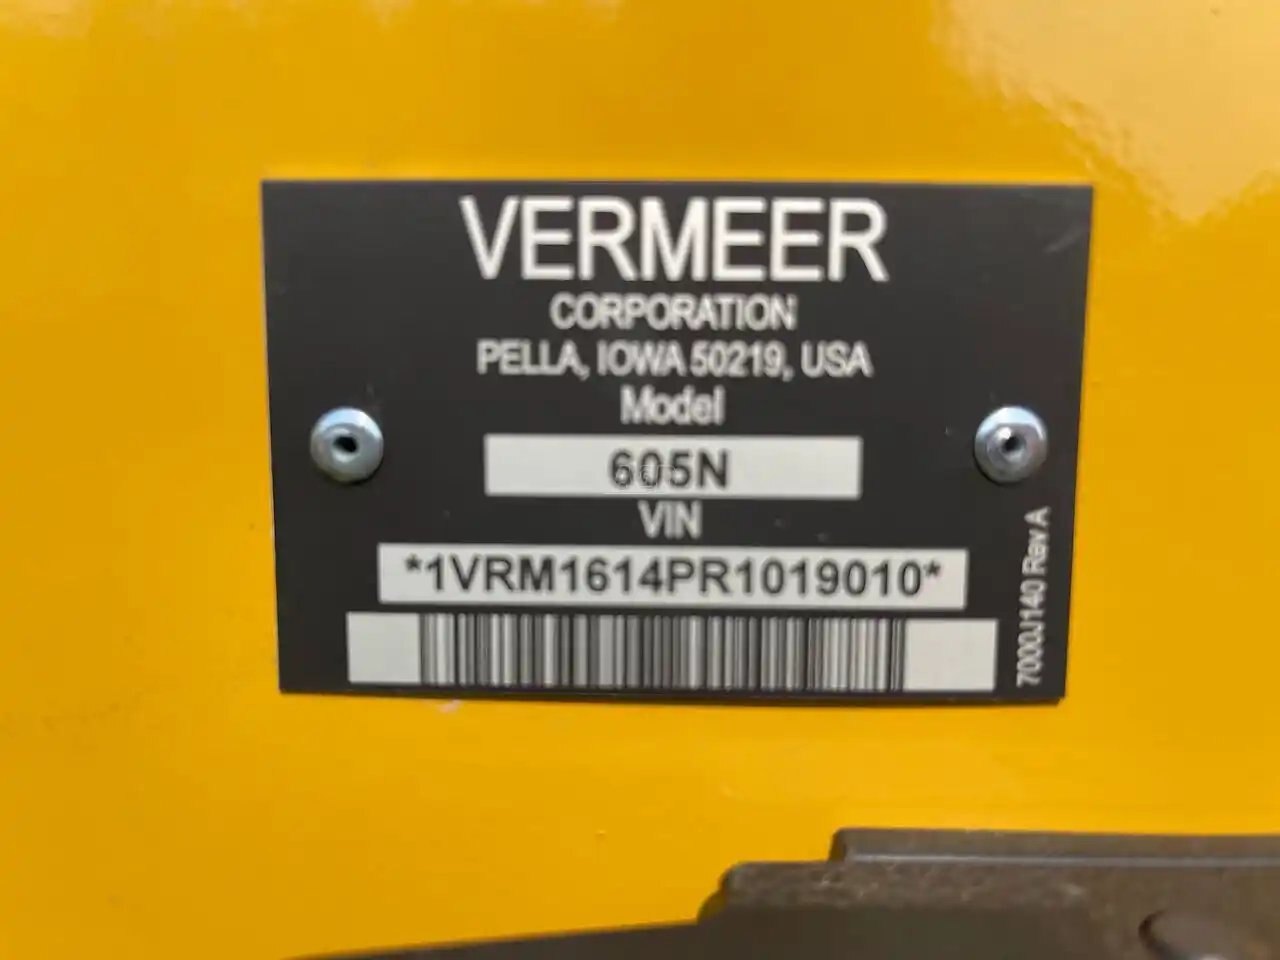 VERMEER
CORPORATION
PELLA, IOWA 50219, USA
Model
605N
VIN
*1VRM1614PR1019010*
7000J140 Rev A